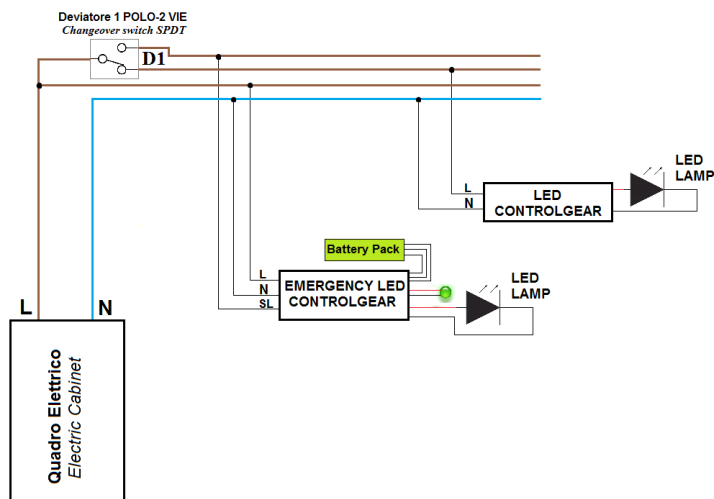 Deviatore 1 POLO-2 VIE
Changeover switch SPDT
D1
LED
LAMP
L
N
LED
CONTROLGEAR
Battery Pack
L
N
SL
EMERGENCY LED
CONTROLGEAR
LED
LAMP
L
N
Quadro Elettrico
Electric Cabinet